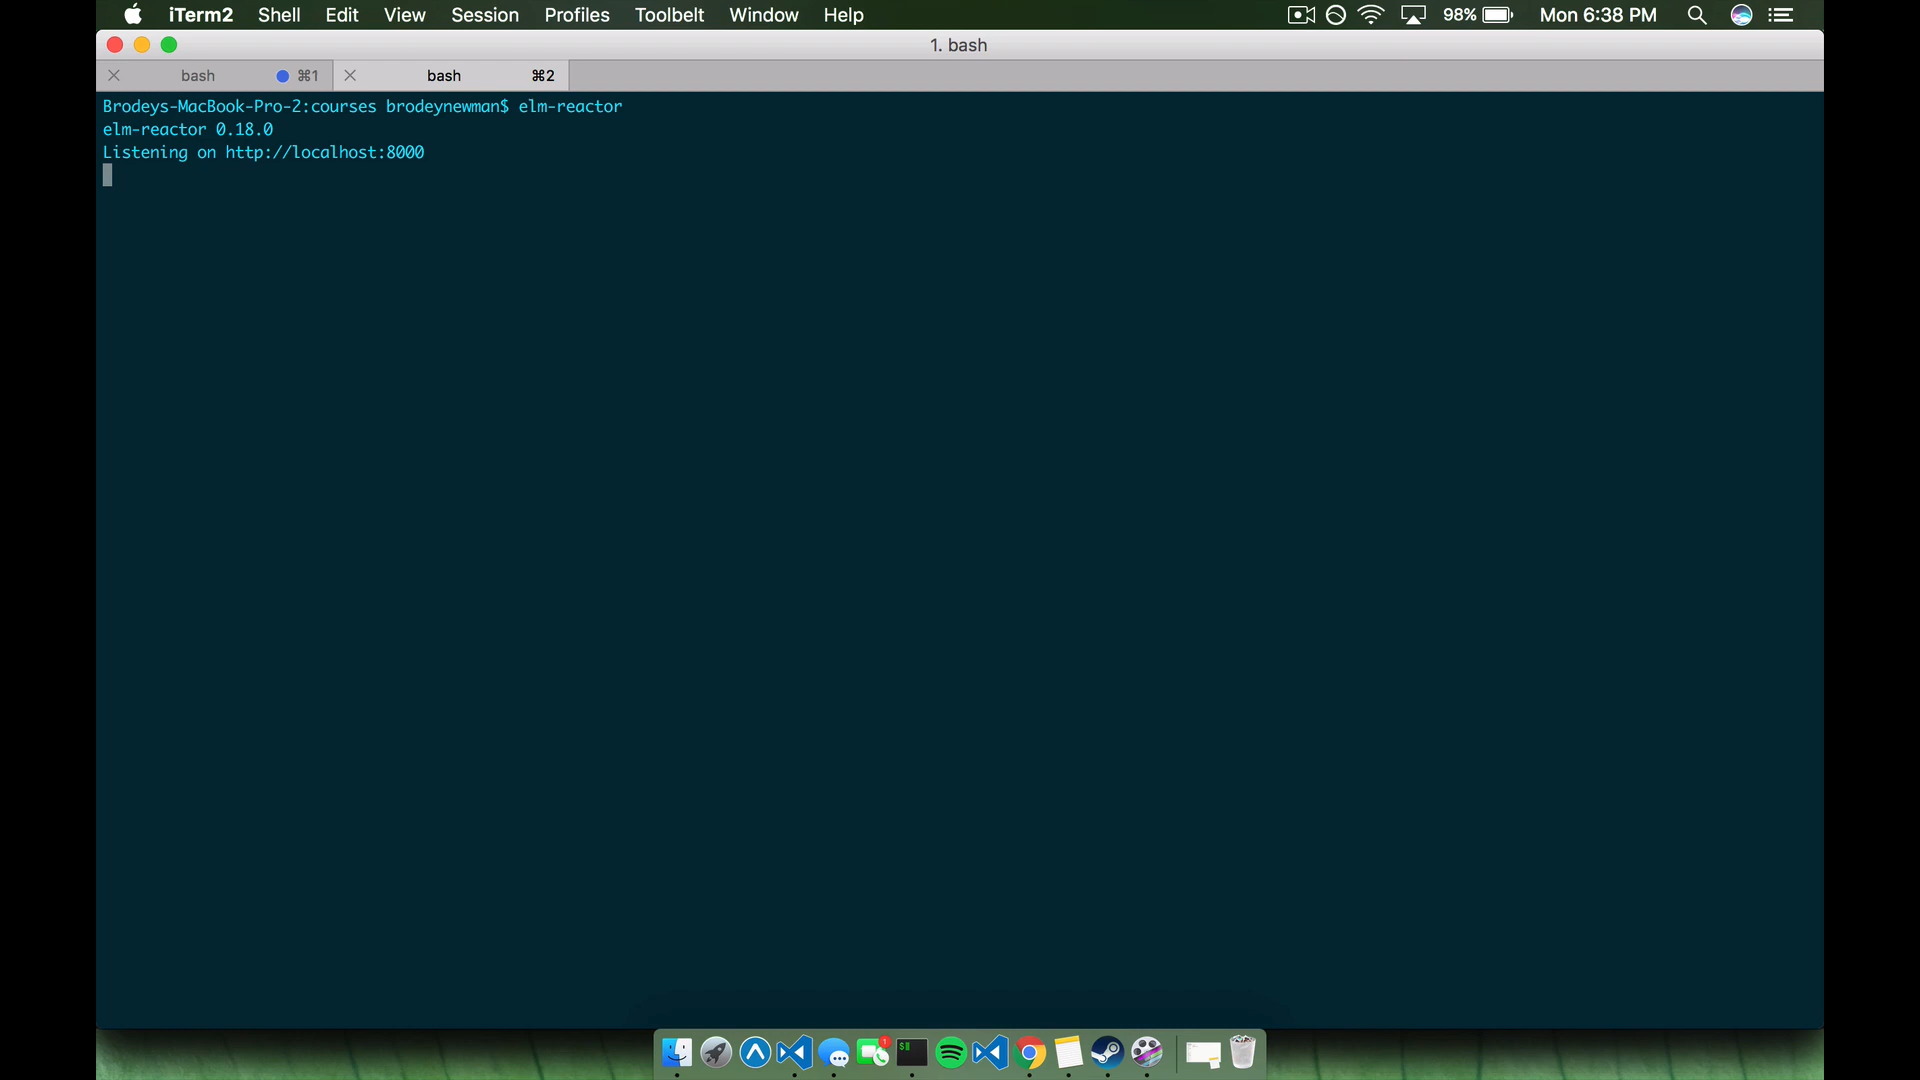 iTerm2 Shell Edit View Session Profiles Toolbelt Window Help 98% Mon 6:38 PM
1. bash
bash ⌘1 bash ⌘2
Brodeys-MacBook-Pro-2:courses brodeynewman$ elm-reactor
elm-reactor 0.18.0
Listening on http://localhost:8000
1
$